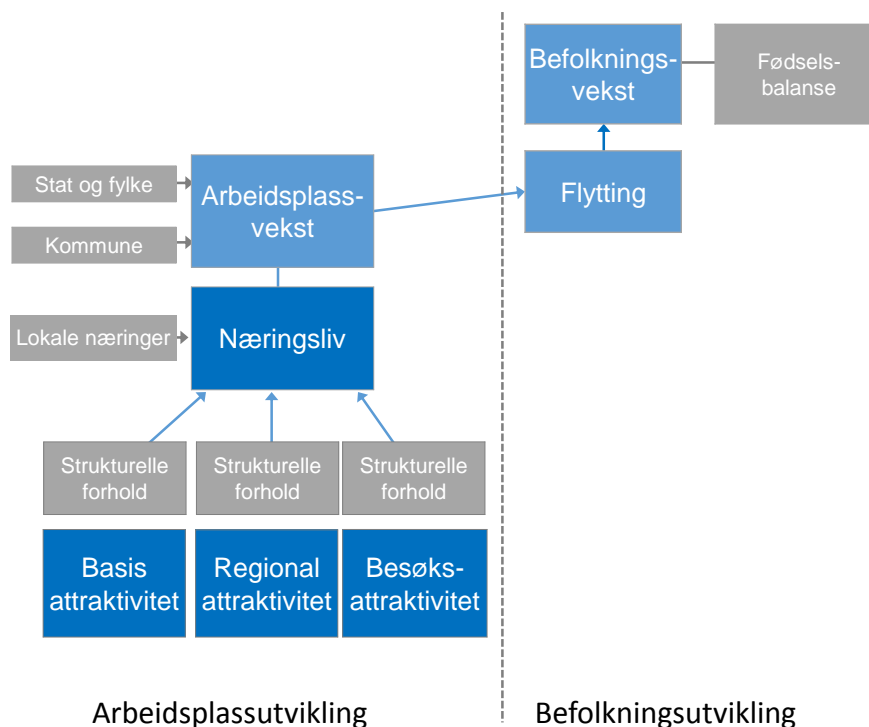 Befolknings-
vekst
Fødsels-
balanse
Stat og fylke
Arbeidsplass-
vekst
Flytting
Kommune
Lokale næringer
Næringsliv
Strukturelle
forhold
Strukturelle
forhold
Strukturelle
forhold
Basis
attraktivitet
Regional
attraktivitet
Besøks-
attraktivitet
Arbeidsplassutvikling
Befolkningsutvikling